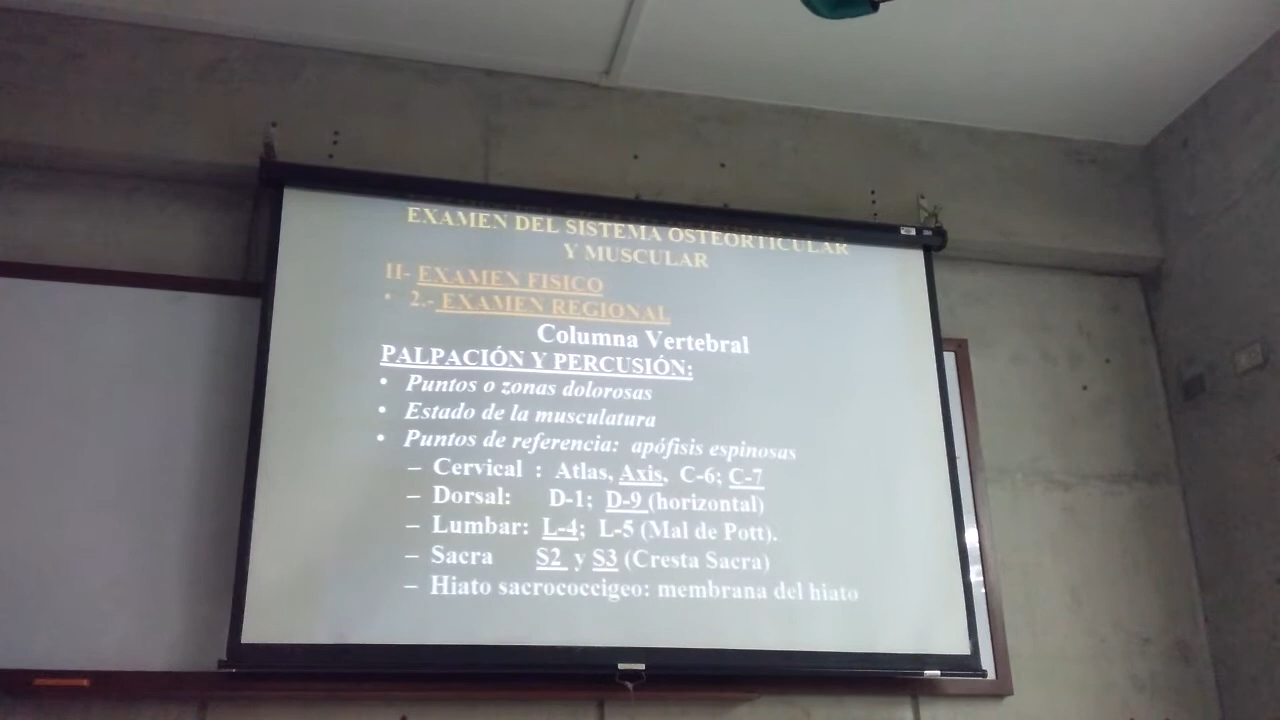 EXAMEN DEL SISTEMA OSTEORTICULAR
Y MUSCULAR
II- EXAMEN FISICO
• 2.- EXAMEN REGIONAL
Columna Vertebral
PALPACIÓN Y PERCUSIÓN:
• Puntos o zonas dolorosas
• Estado de la musculatura
• Puntos de referencia: apófisis espinosas
– Cervical : Atlas, Axis, C-6; C-7
– Dorsal: D-1; D-9 (horizontal)
– Lumbar: L-4; L-5 (Mal de Pott).
– Sacra S2 y S3 (Cresta Sacra)
– Hiato sacrococcigeo: membrana del hiato